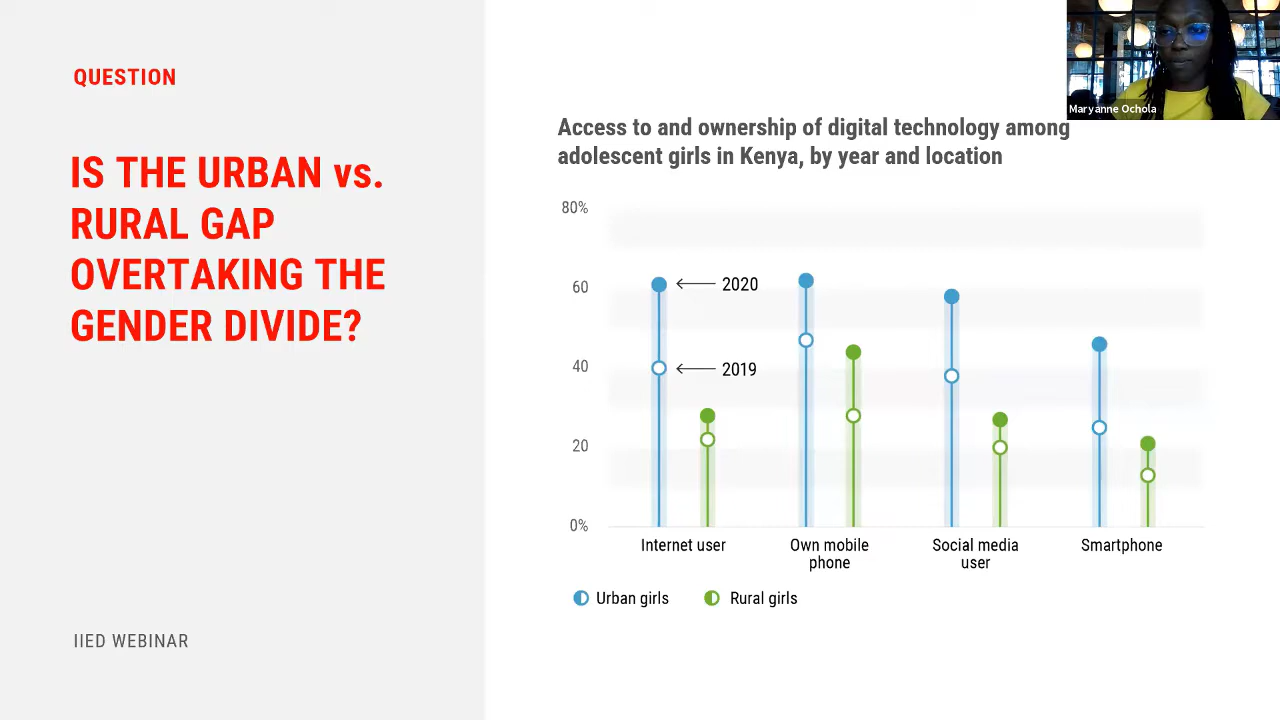 QUESTION
IS THE URBAN vs.
RURAL GAP
OVERTAKING THE
GENDER DIVIDE?
IIED WEBINAR
Maryanne Ochola
Access to and ownership of digital technology among
adolescent girls in Kenya, by year and location
80%
60
40
20
0%
2020
2019
Internet user
Own mobile
phone
Social media
user
Smartphone
Urban girls
Rural girls